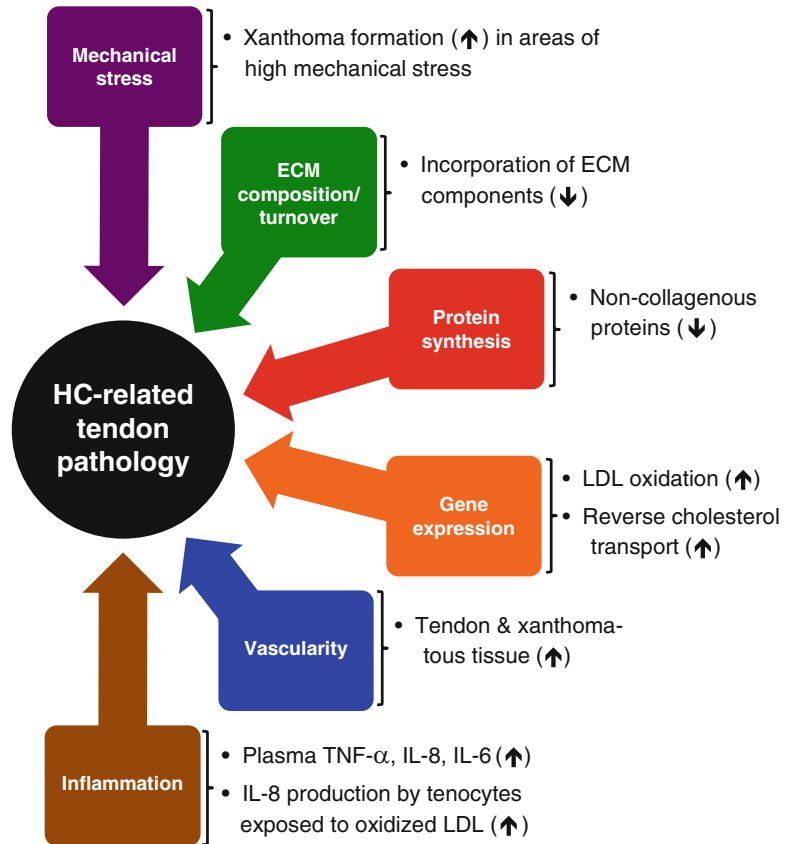 Mechanical
stress
• Xanthoma formation (↑) in areas of
high mechanical stress
ECM
composition/
turnover
• Incorporation of ECM
components (↓)
Protein
synthesis
• Non-collagenous
proteins (↓)
HC-related
tendon
pathology
Gene
expression
• LDL oxidation (↑)
• Reverse cholesterol
transport (↑)
Vascularity
• Tendon & xanthoma-
tous tissue (↑)
Inflammation
• Plasma TNF-α, IL-8, IL-6 (↑)
• IL-8 production by tenocytes
exposed to oxidized LDL (↑)